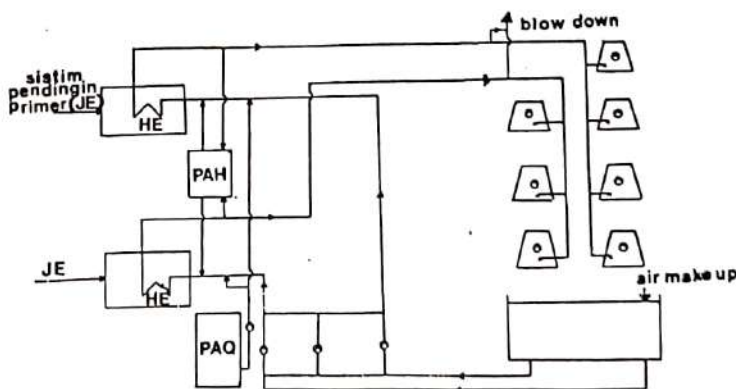 blow down
sistim
pendingin
primer(JE)
HE
PAH
JE
HE
air make up
PAQ